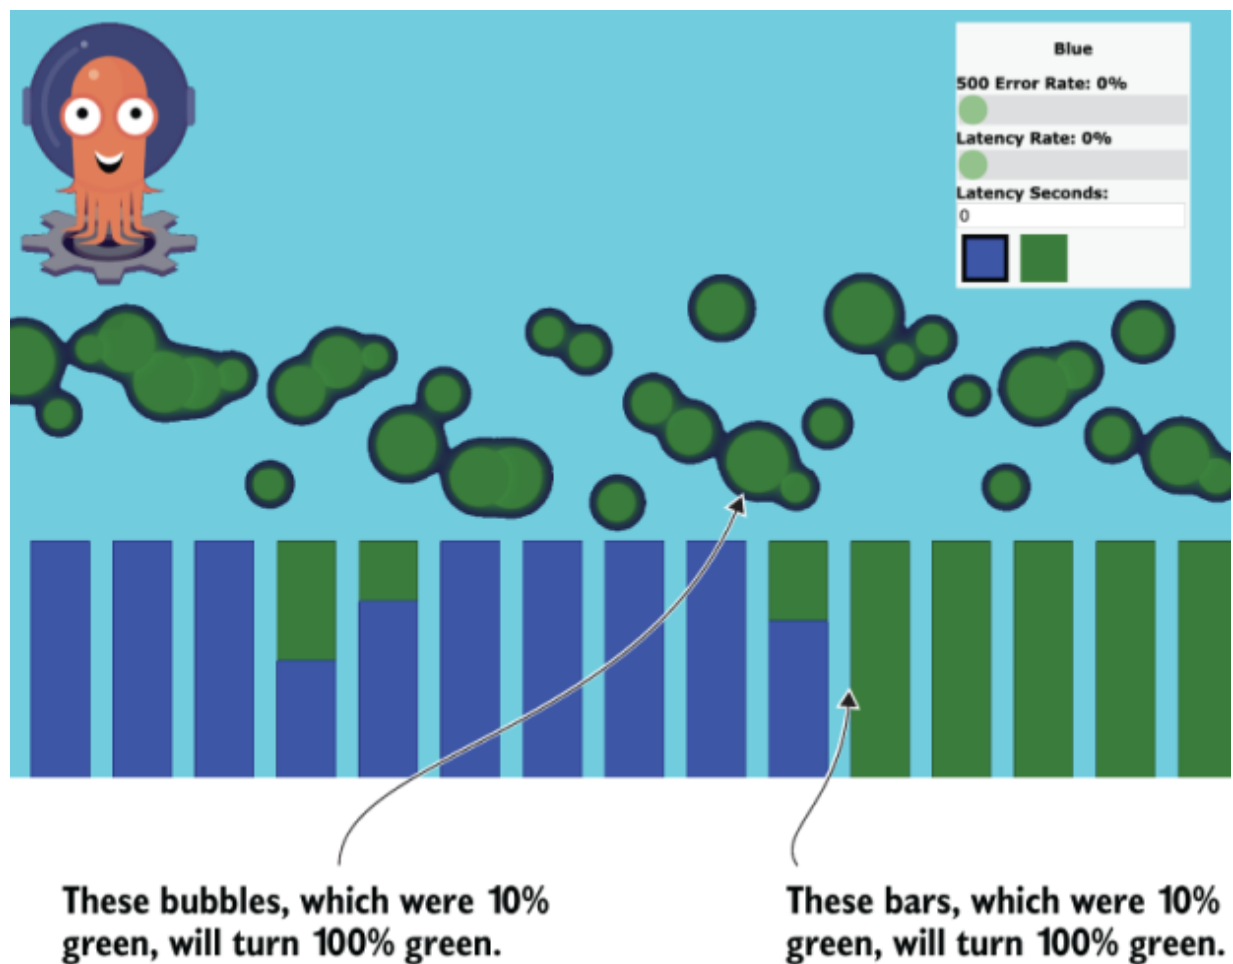 Blue
500 Error Rate: 0%
Latency Rate: 0%
Latency Seconds:
0
These bubbles, which were 10%
green, will turn 100% green.
These bars, which were 10%
green, will turn 100% green.